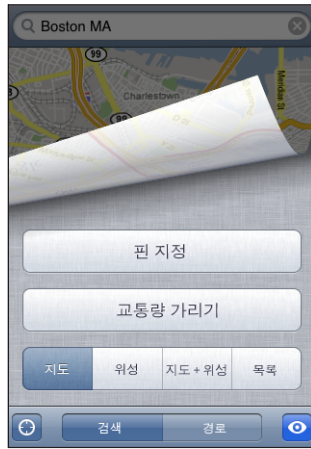 Boston MA
99
Charlestown
99
핀 지정
교통량 가리기
지도 위성 지도 + 위성 목록
검색 경로